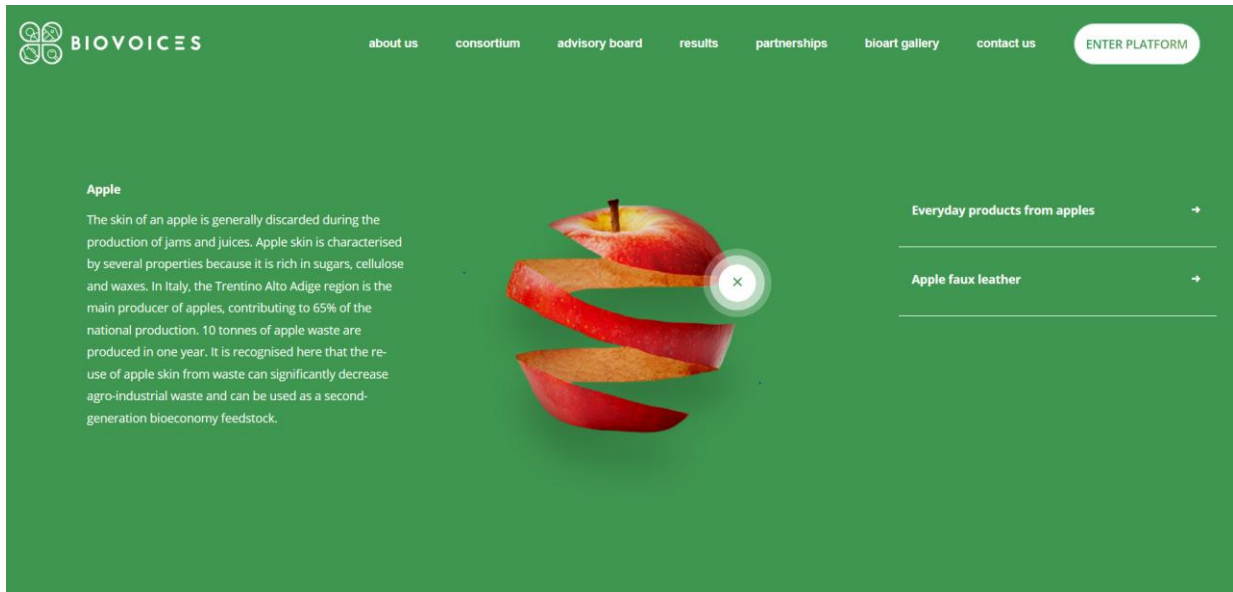 BIOVOICES
about us consortium advisory board results partnerships bioart gallery contact us ENTER PLATFORM
Apple
The skin of an apple is generally discarded during the
production of jams and juices. Apple skin is characterised
by several properties because it is rich in sugars, cellulose
and waxes. In Italy, the Trentino Alto Adige region is the
main producer of apples, contributing to 65% of the
national production. 10 tonnes of apple waste are
produced in one year. It is recognised here that the re-
use of apple skin from waste can significantly decrease
agro-industrial waste and can be used as a second-
generation bioeconomy feedstock.
Everyday products from apples
Apple faux leather